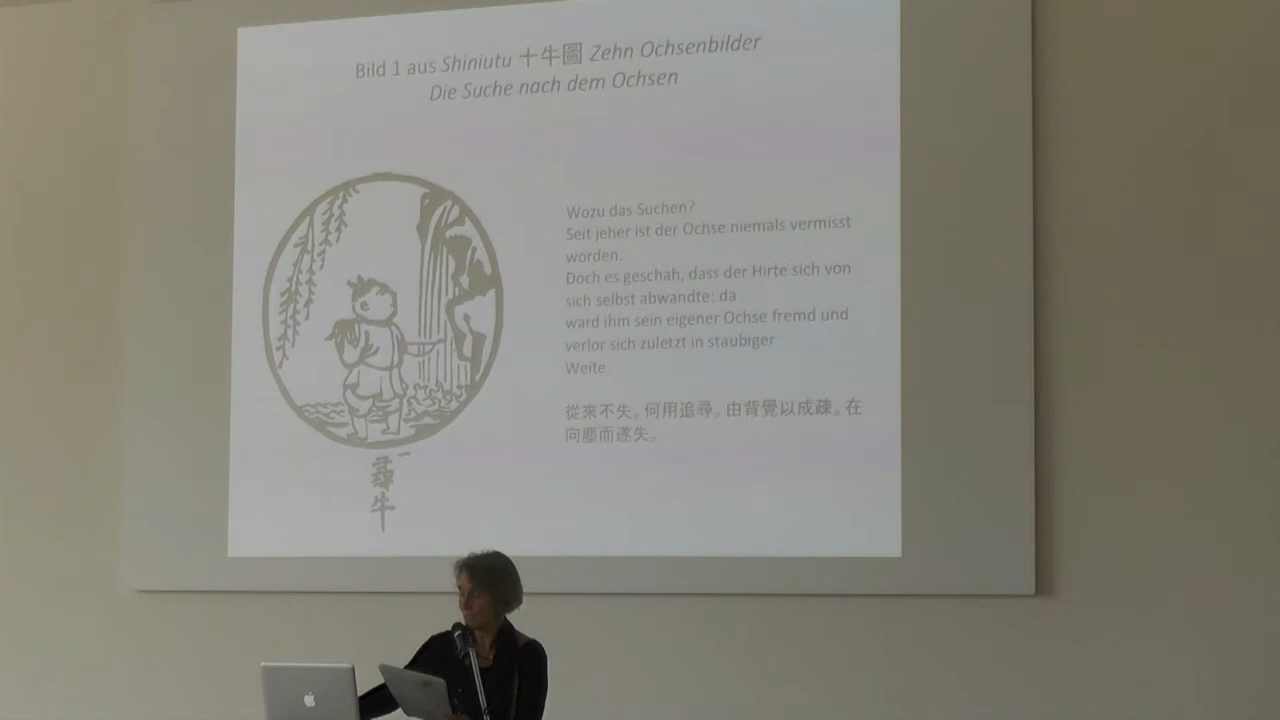 Bild 1 aus Shiniutu 十牛圖 Zehn Ochsenbilder
Die Suche nach dem Ochsen
Wozu das Suchen?
Seit jeher ist der Ochse niemals vermisst
worden.
Doch es geschah, dass der Hirte sich von
sich selbst abwandte: da
ward ihm sein eigener Ochse fremd und
verlor sich zuletzt in staubiger
Weite.
從來不失。何用追尋。由背覺以成疎。在
向塵而遂失。
一
尋牛